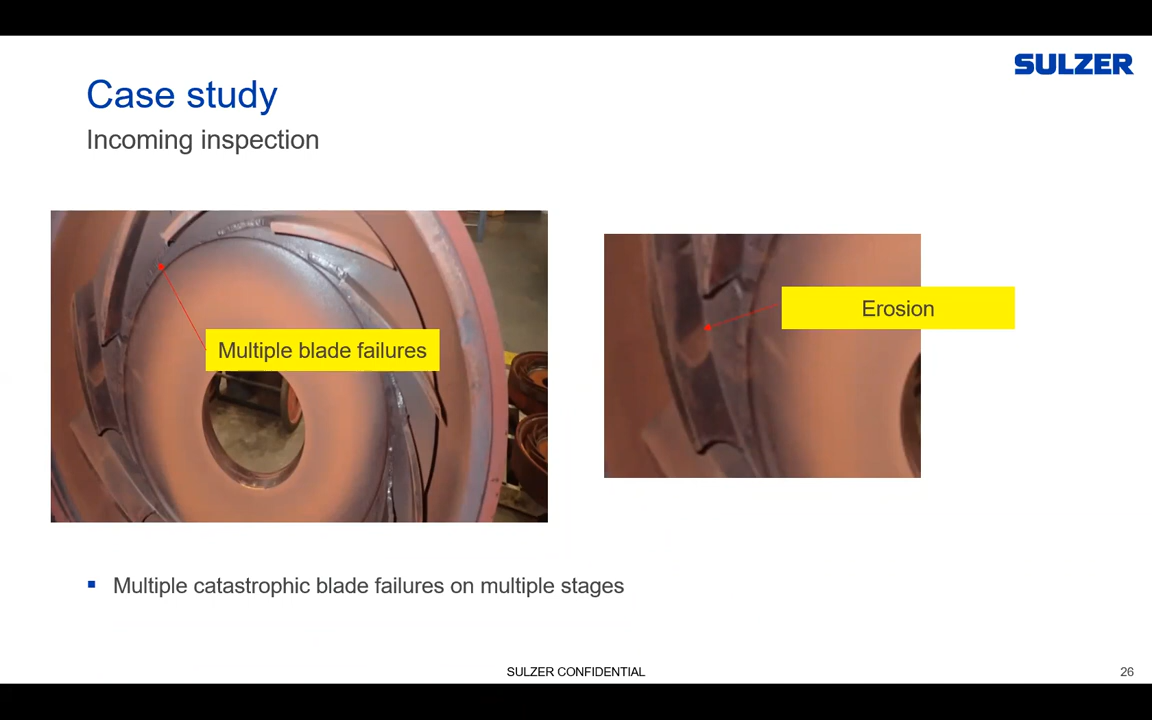 SULZER
Case study
Incoming inspection
Multiple blade failures
Erosion
Multiple catastrophic blade failures on multiple stages
SULZER CONFIDENTIAL
26